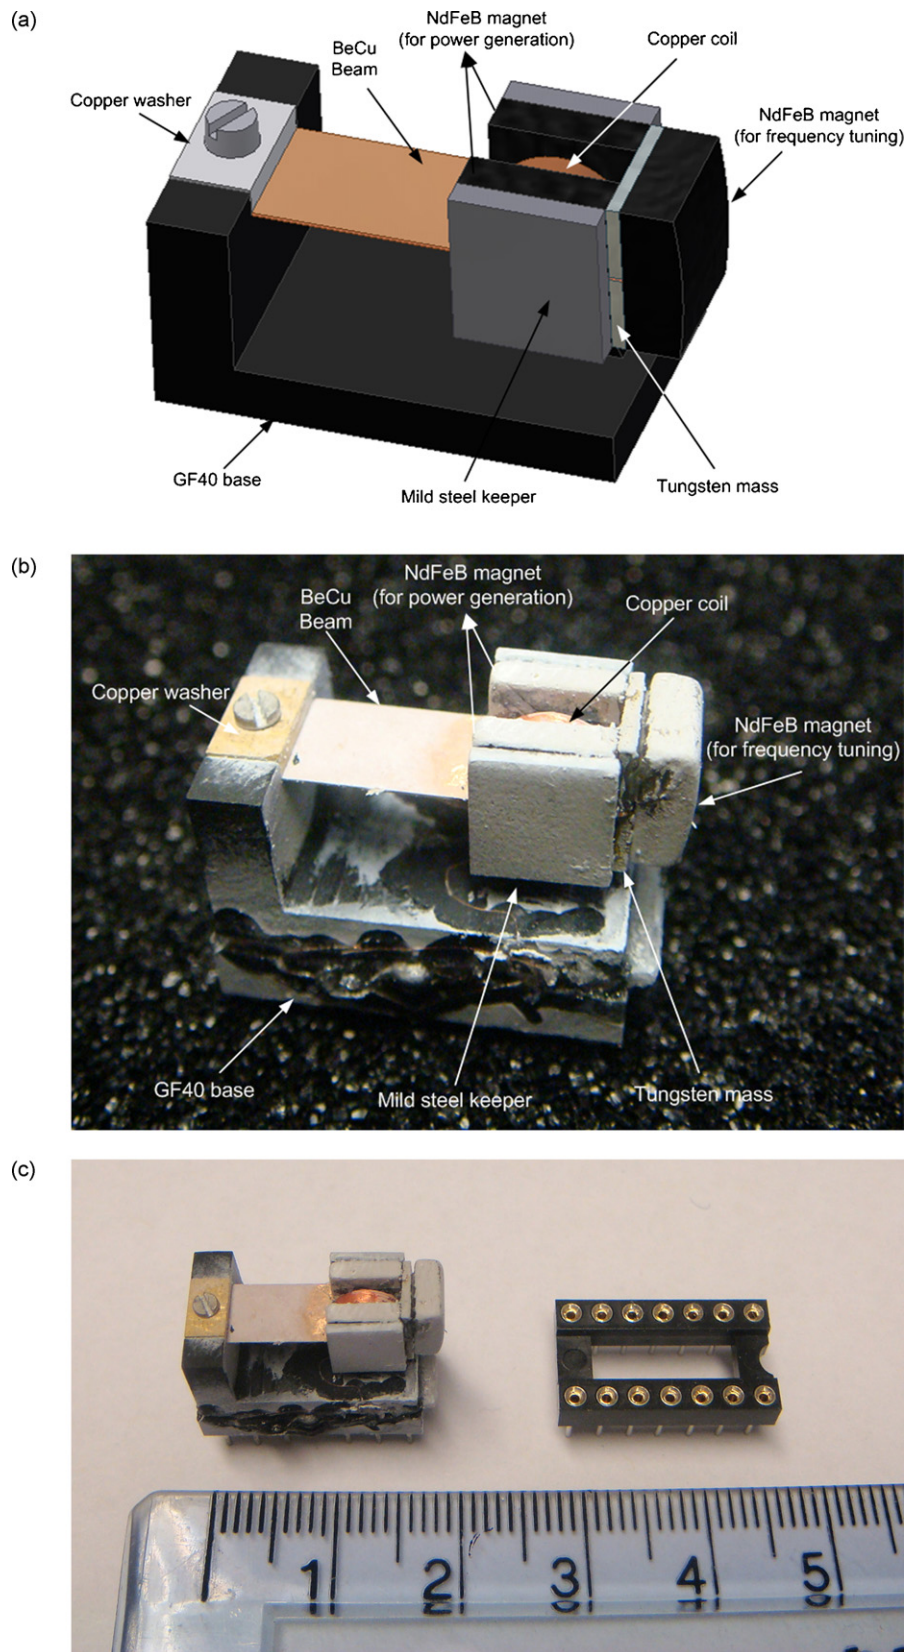 (a)
NdFeB magnet
(for power generation)
Copper coil
BeCu
Beam
Copper washer
NdFeB magnet
(for frequency tuning)
GF40 base
Mild steel keeper
Tungsten mass
(b)
NdFeB magnet
(for power generation)
BeCu
Beam
Copper coil
Copper washer
NdFeB magnet
(for frequency tuning)
GF40 base
Mild steel keeper
Tungsten mass
(c)
1 2 3 4 5